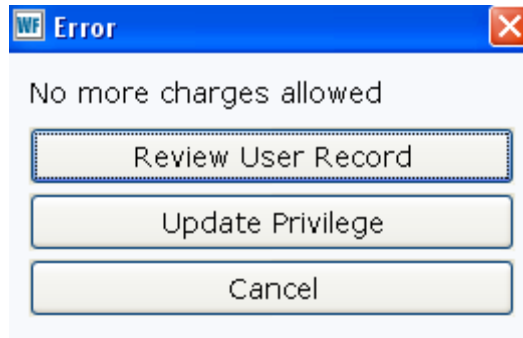 WF Error
No more charges allowed
Review User Record
Update Privilege
Cancel